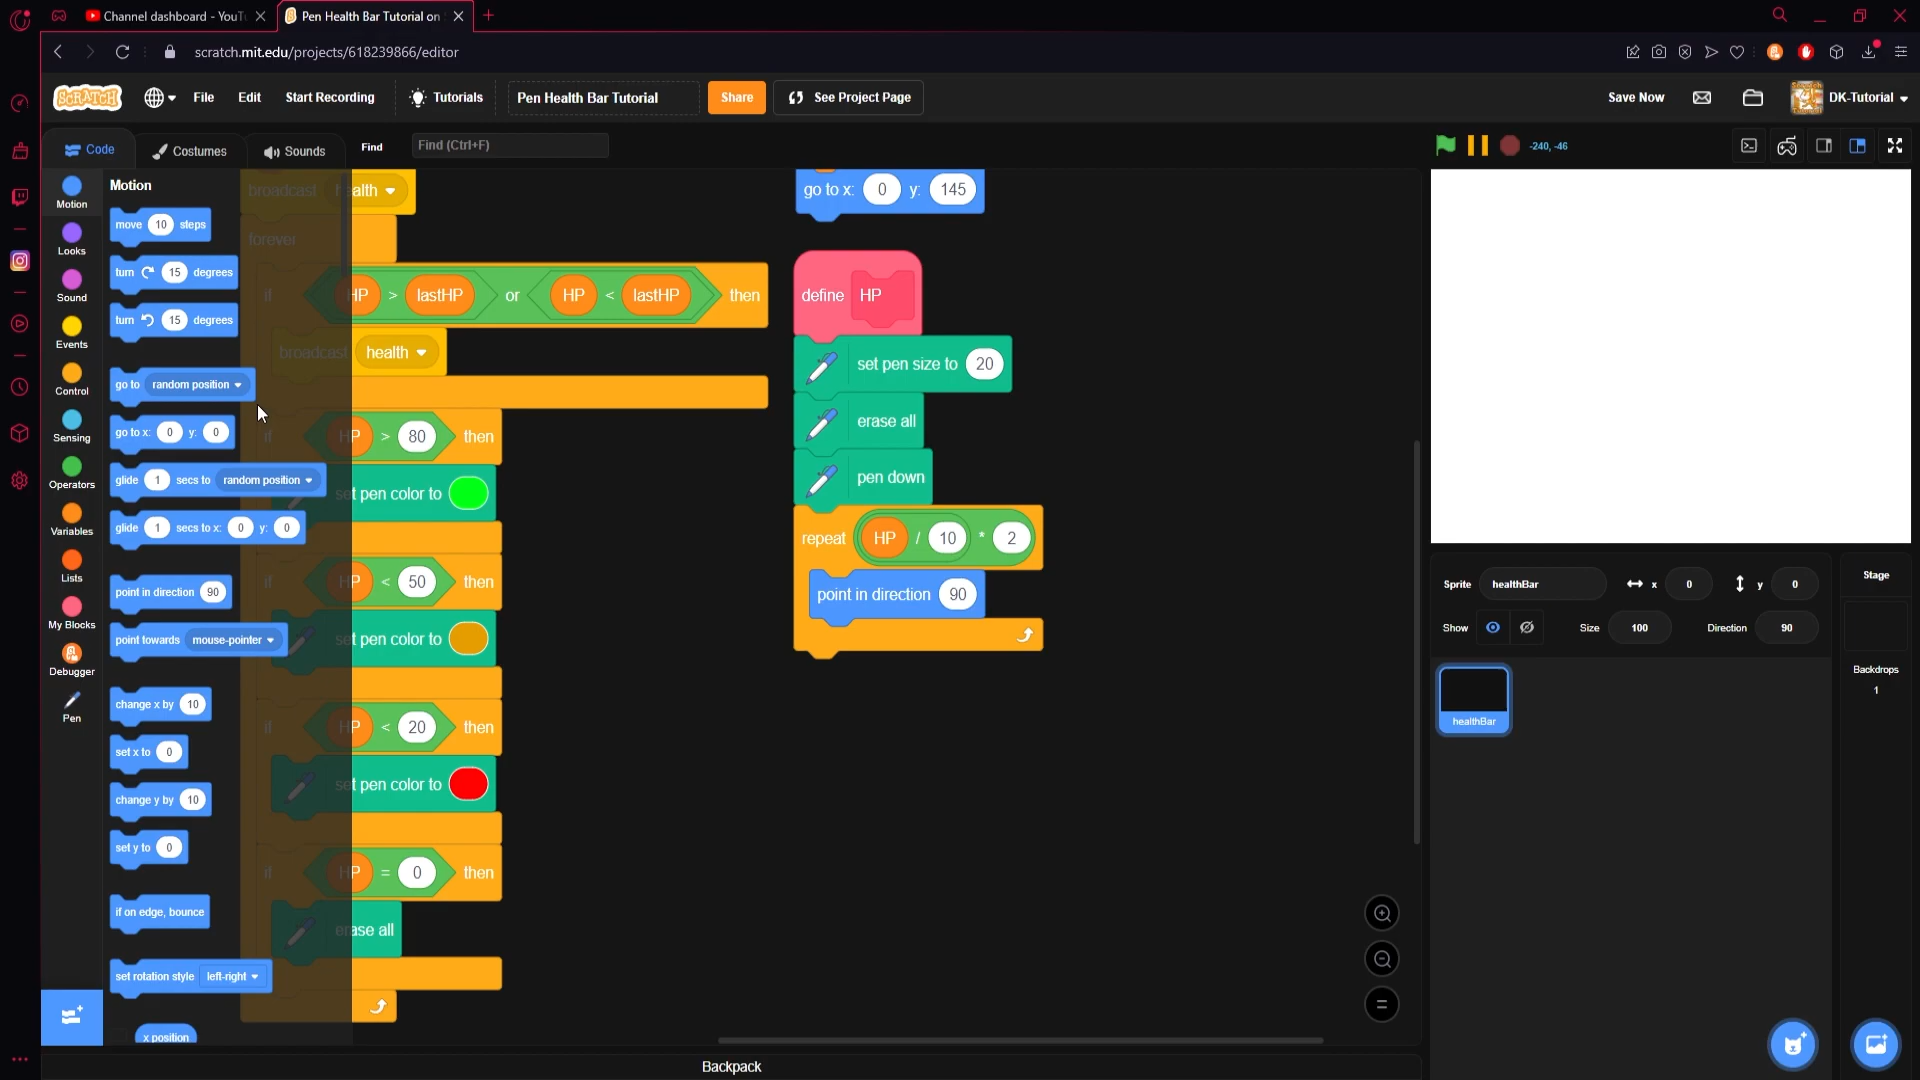 Channel dashboard - YouT
Pen Health Bar Tutorial on
scratch.mit.edu/projects/618239866/editor
SCRATCH
File
Edit
Start Recording
Tutorials
Pen Health Bar Tutorial
Share
See Project Page
Save Now
DK-Tutorial
Code
Costumes
Sounds
Find
Find (Ctrl+F)
-240, -46
Motion
Looks
Sound
Events
Control
Sensing
Operators
Variables
Lists
My Blocks
Debugger
Pen
Motion
move 10 steps
turn 15 degrees
turn 15 degrees
go to random position
go to x: 0 y: 0
glide 1 secs to random position
glide 1 secs to x: 0 y: 0
point in direction 90
point towards mouse-pointer
change x by 10
set x to 0
change y by 10
set y to 0
if on edge, bounce
set rotation style left-right
x position
broadcast health
forever
if HP > lastHP or HP < lastHP then
broadcast health
if HP > 80 then
set pen color to
if HP < 50 then
set pen color to
if HP < 20 then
set pen color to
if HP = 0 then
erase all
go to x: 0 y: 145
define HP
set pen size to 20
erase all
pen down
repeat HP / 10 * 2
point in direction 90
Sprite healthBar x 0 y 0
Show Size 100 Direction 90
healthBar
Stage
Backdrops
1
Backpack